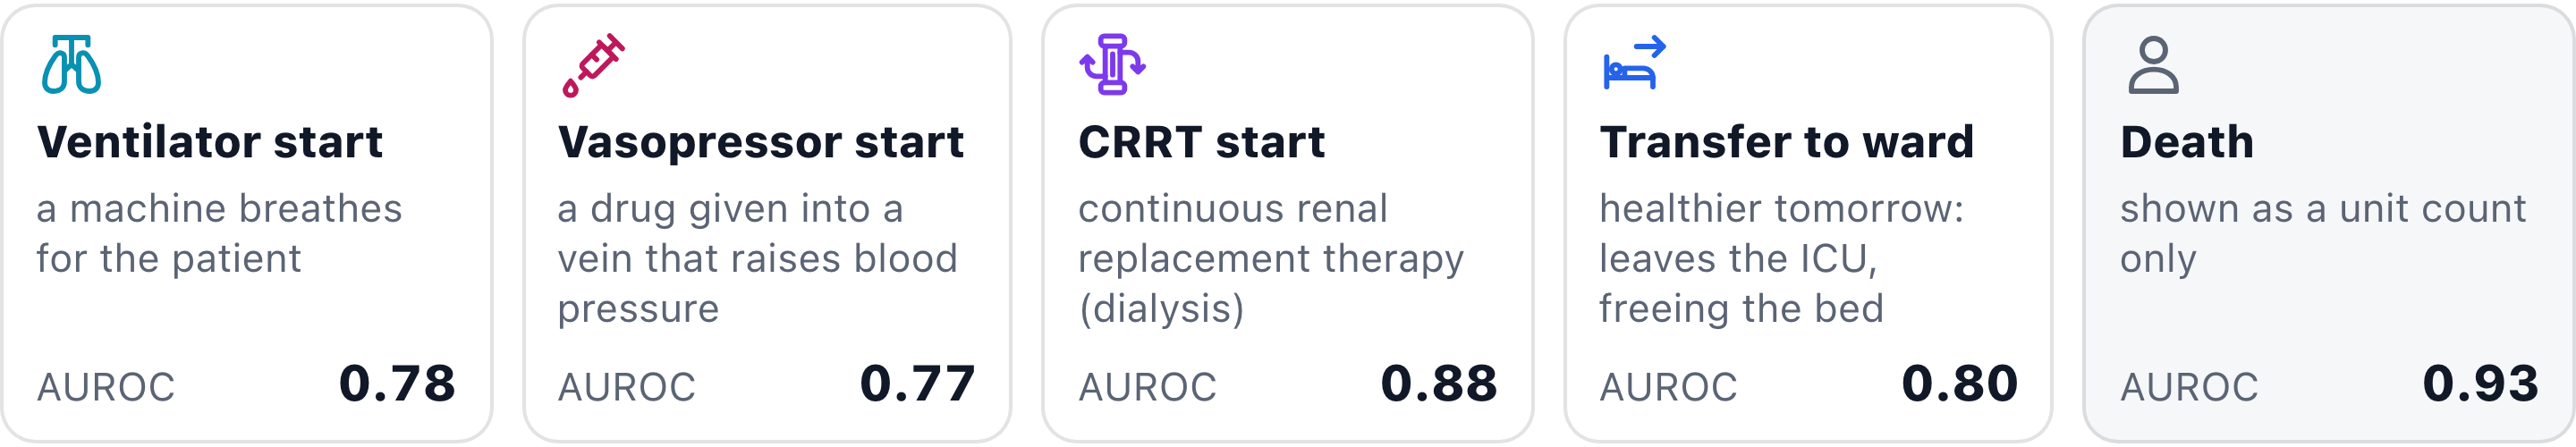 Ventilator start
a machine breathes
for the patient
AUROC 0.78
Vasopressor start
a drug given into a
vein that raises blood
pressure
AUROC 0.77
CRRT start
continuous renal
replacement therapy
(dialysis)
AUROC 0.88
Transfer to ward
healthier tomorrow:
leaves the ICU,
freeing the bed
AUROC 0.80
Death
shown as a unit count
only
AUROC 0.93